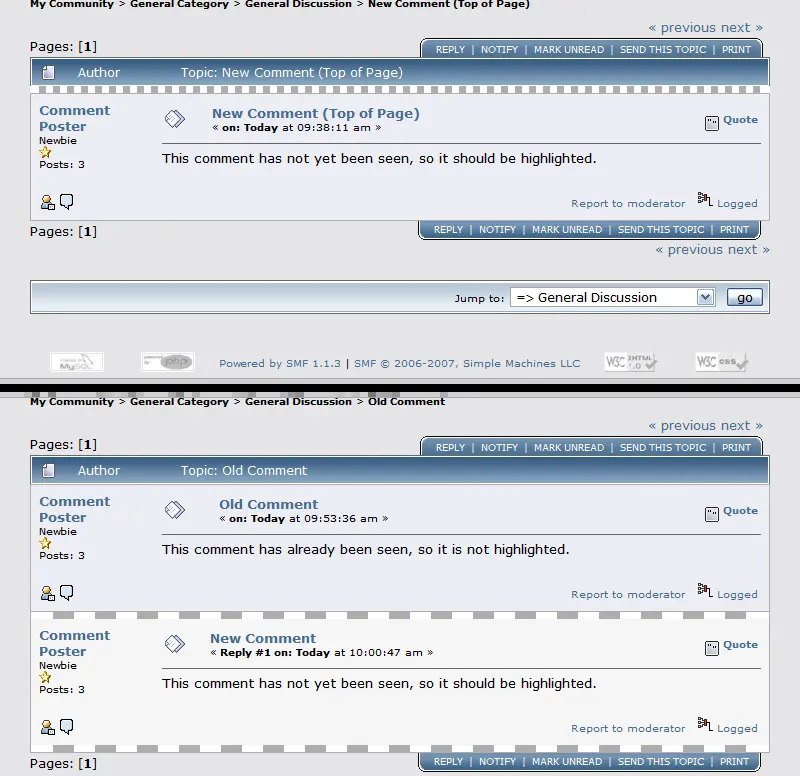 My Community > General Category > General Discussion > New Comment (Top of Page)
« previous next »
Pages: [1]
REPLY | NOTIFY | MARK UNREAD | SEND THIS TOPIC | PRINT
Author Topic: New Comment (Top of Page)
Comment Poster
New Comment (Top of Page)
Quote
« on: Today at 09:38:11 am »
Newbie
Posts: 3
This comment has not yet been seen, so it should be highlighted.
Report to moderator Logged
Pages: [1]
REPLY | NOTIFY | MARK UNREAD | SEND THIS TOPIC | PRINT
« previous next »
Jump to: => General Discussion go
MySQL php Powered by SMF 1.1.3 | SMF © 2006-2007, Simple Machines LLC W3C XHTML 1.0 W3C css
My Community > General Category > General Discussion > Old Comment
« previous next »
Pages: [1]
REPLY | NOTIFY | MARK UNREAD | SEND THIS TOPIC | PRINT
Author Topic: Old Comment
Comment Poster
Old Comment
Quote
« on: Today at 09:53:36 am »
Newbie
Posts: 3
This comment has already been seen, so it is not highlighted.
Report to moderator Logged
Comment Poster
New Comment
Quote
« Reply #1 on: Today at 10:00:47 am »
Newbie
Posts: 3
This comment has not yet been seen, so it should be highlighted.
Report to moderator Logged
Pages: [1]
REPLY | NOTIFY | MARK UNREAD | SEND THIS TOPIC | PRINT